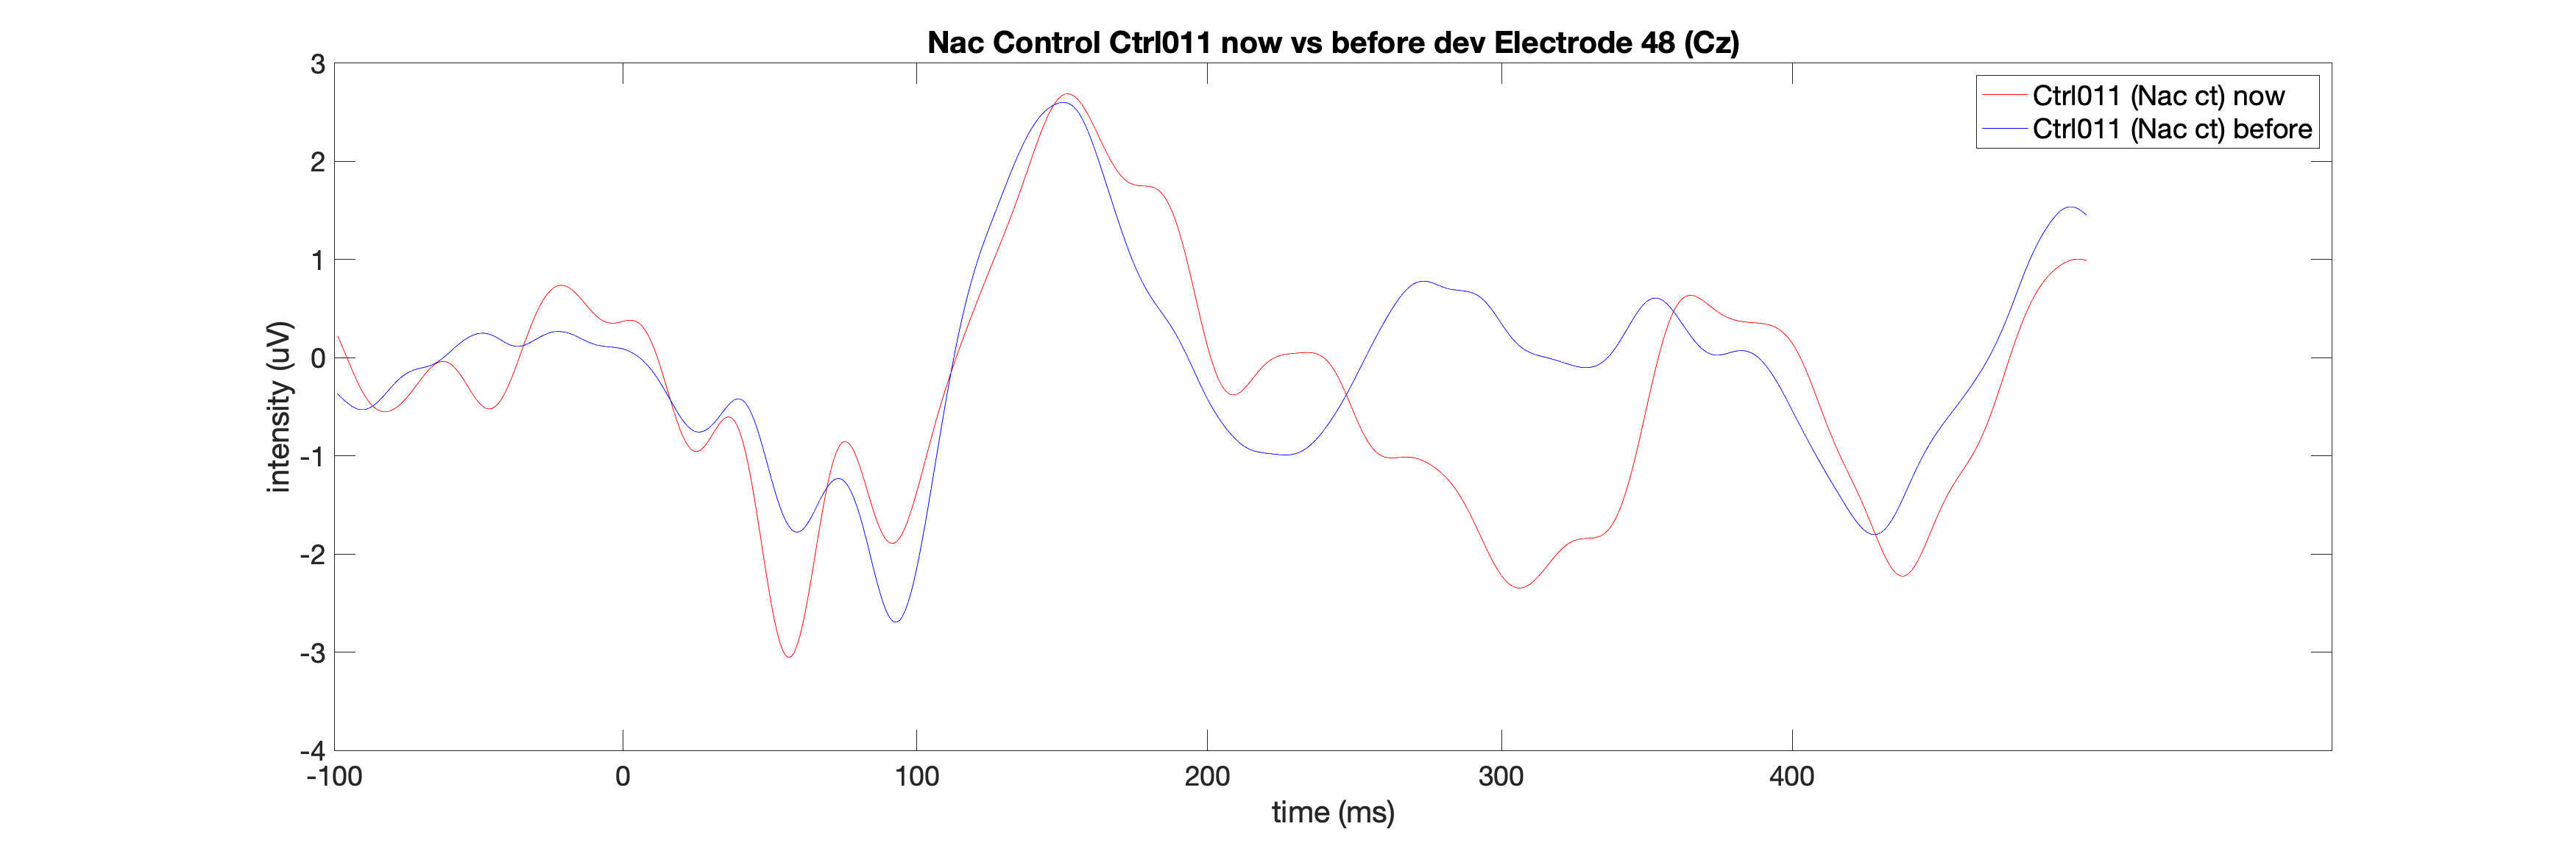 Nac Control Ctrl011 now vs before dev Electrode 48 (Cz)
3
2
1
0
-1
-2
-3
-4
intensity (uV)
Ctrl011 (Nac ct) now
Ctrl011 (Nac ct) before
-100 0 100 200 300 400
time (ms)